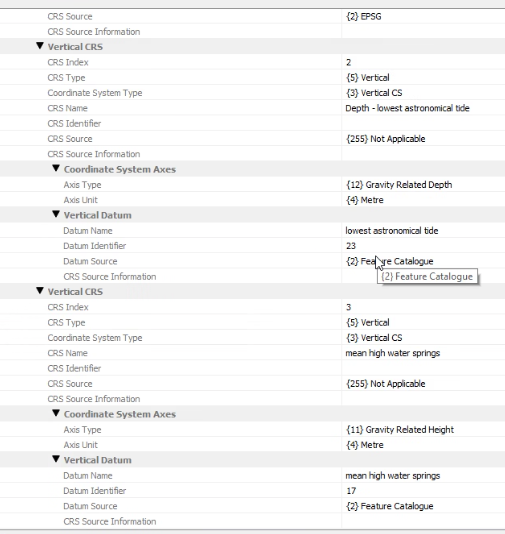 CRS Source {2} EPSG
CRS Source Information
Vertical CRS
CRS Index 2
CRS Type {5} Vertical
Coordinate System Type {3} Vertical CS
CRS Name Depth - lowest astronomical tide
CRS Identifier
CRS Source {255} Not Applicable
CRS Source Information
Coordinate System Axes
Axis Type {12} Gravity Related Depth
Axis Unit {4} Metre
Vertical Datum
Datum Name lowest astronomical tide
Datum Identifier 23
Datum Source {2} Feature Catalogue
CRS Source Information {2} Feature Catalogue
Vertical CRS
CRS Index 3
CRS Type {5} Vertical
Coordinate System Type {3} Vertical CS
CRS Name mean high water springs
CRS Identifier
CRS Source {255} Not Applicable
CRS Source Information
Coordinate System Axes
Axis Type {11} Gravity Related Height
Axis Unit {4} Metre
Vertical Datum
Datum Name mean high water springs
Datum Identifier 17
Datum Source {2} Feature Catalogue
CRS Source Information